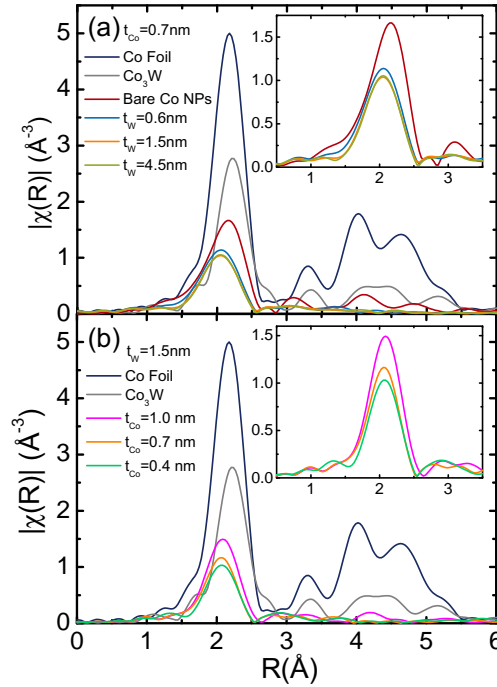 (a)
t_Co=0.7nm
Co Foil
Co₃W
Bare Co NPs
t_W=0.6nm
t_W=1.5nm
t_W=4.5nm
|χ(R)| (Å⁻³)
5
4
3
2
1
0
1.5
1.0
0.5
0.0
1 2 3
(b)
t_W=1.5nm
Co Foil
Co₃W
t_Co=1.0 nm
t_Co=0.7 nm
t_Co=0.4 nm
|χ(R)| (Å⁻³)
5
4
3
2
1
0
1.5
1.0
0.5
0.0
1 2 3
0 1 2 3 4 5 6
R(Å)